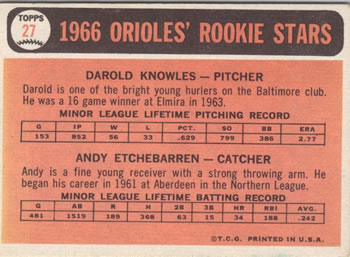 TOPPS
27
1966 ORIOLES' ROOKIE STARS
DAROLD KNOWLES — PITCHER
Darold is one of the bright young hurlers on the Baltimore club.
He was a 16 game winner at Elmira in 1963.
MINOR LEAGUE LIFETIME PITCHING RECORD
G IP W L PCT. SO BB ERA
153 852 56 33 .629 799 386 2.77
ANDY ETCHEBARREN — CATCHER
Andy is a fine young receiver with a strong throwing arm. He
began his career in 1961 at Aberdeen in the Northern League.
MINOR LEAGUE LIFETIME BATTING RECORD
G AB R H 2B 3B HR RBI AVG.
481 1519 189 368 63 15 34 188 .242
©T.C.G. PRINTED IN U.S.A.